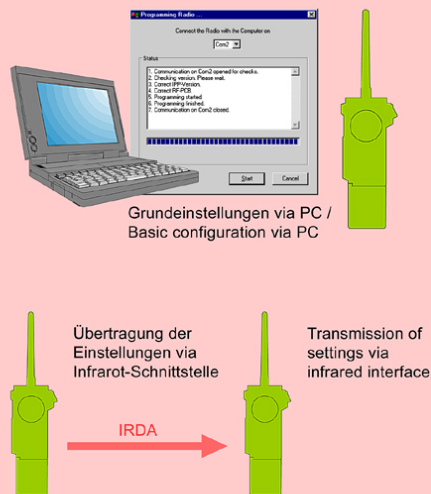 Programming Radio ...
Connect the Radio with the Computer on
Com2
Status
1. Communication on Com2 opened for checks.
2. Checking version. Please wait.
3. Correct IPP-Version.
4. Correct RF-PCB.
5. Programming started.
6. Programming finished.
7. Communication on Com2 closed.
Start Cancel
Grundeinstellungen via PC /
Basic configuration via PC
Übertragung der
Einstellungen via
Infrarot-Schnittstelle
Transmission of
settings via
infrared interface
IRDA